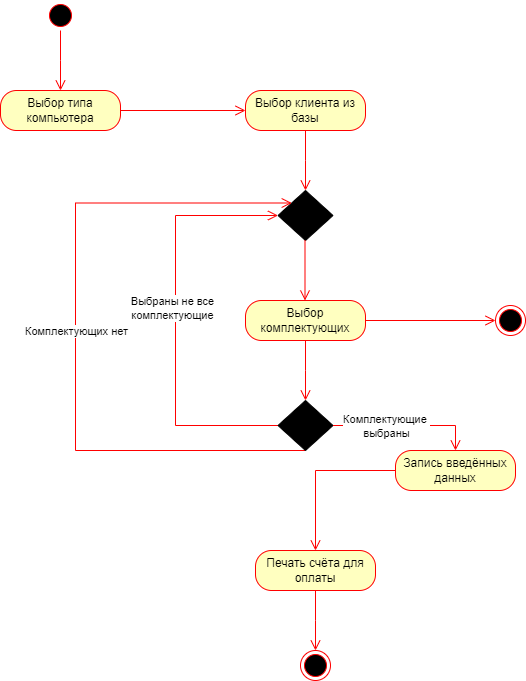 Выбор типа
компьютера
Выбор клиента из
базы
Выбраны не все
комплектующие
Комплектующих нет
Выбор
комплектующих
Комплектующие
выбраны
Запись введённых
данных
Печать счёта для
оплаты